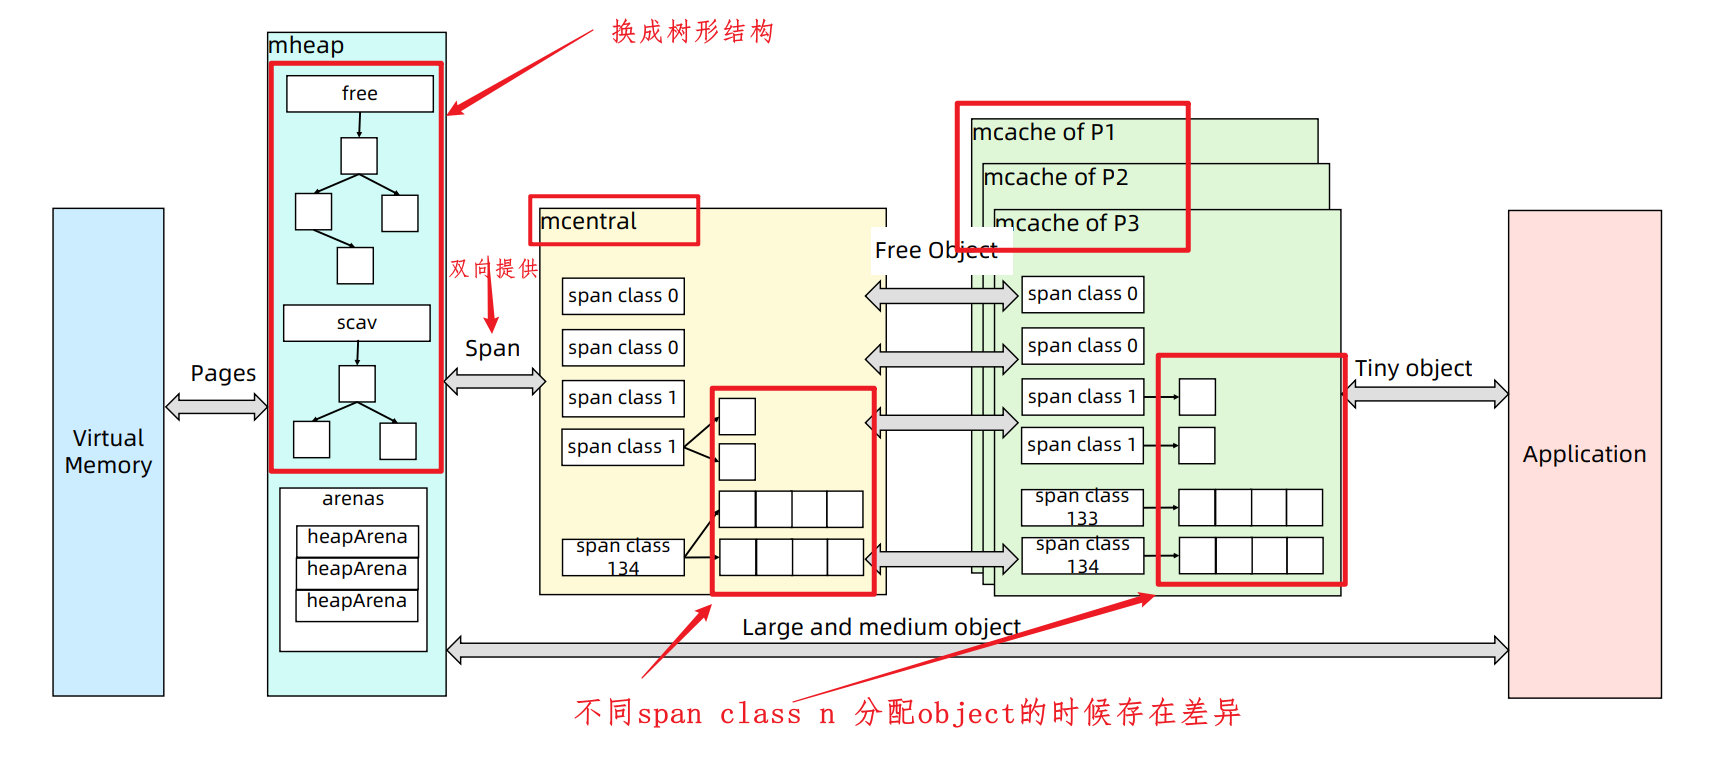 换成树形结构
mheap
free
scav
arenas
heapArena
heapArena
heapArena
Virtual
Memory
Pages
双向提供
Span
mcentral
span class 0
span class 0
span class 1
span class 1
span class
134
Free Object
mcache of P1
mcache of P2
mcache of P3
span class 0
span class 0
span class 1
span class 1
span class
133
span class
134
Tiny object
Application
Large and medium object
不同span class n 分配object的时候存在差异